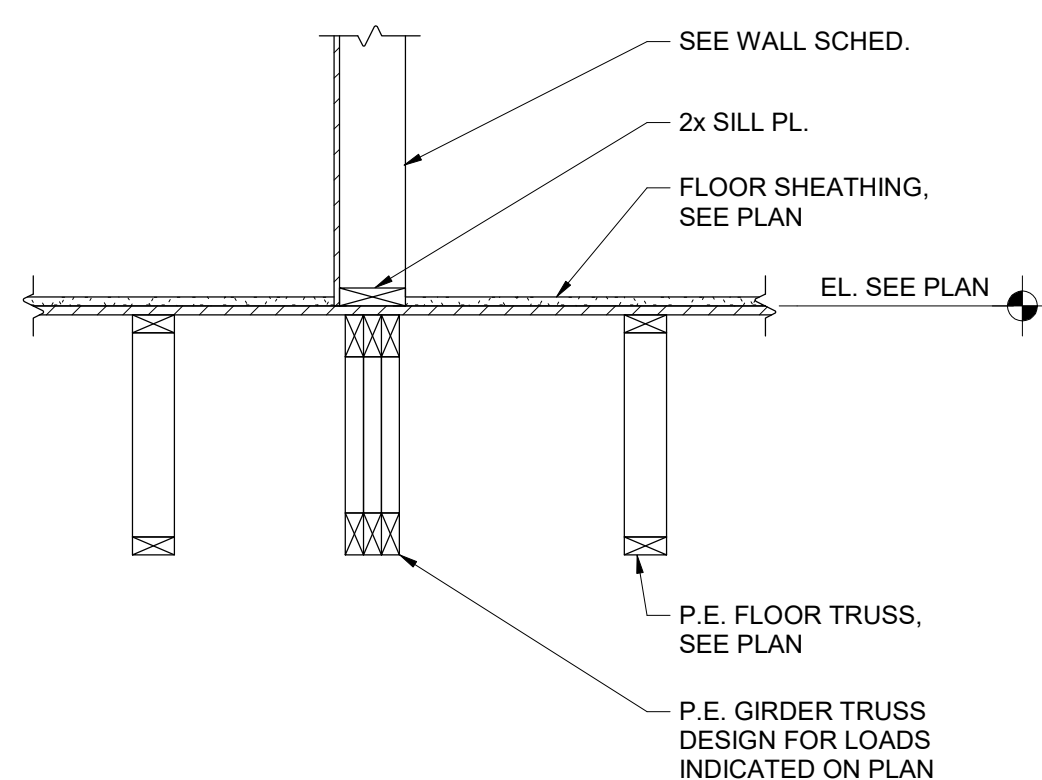 SEE WALL SCHED.
2x SILL PL.
FLOOR SHEATHING,
SEE PLAN
EL. SEE PLAN
P.E. FLOOR TRUSS,
SEE PLAN
P.E. GIRDER TRUSS
DESIGN FOR LOADS
INDICATED ON PLAN